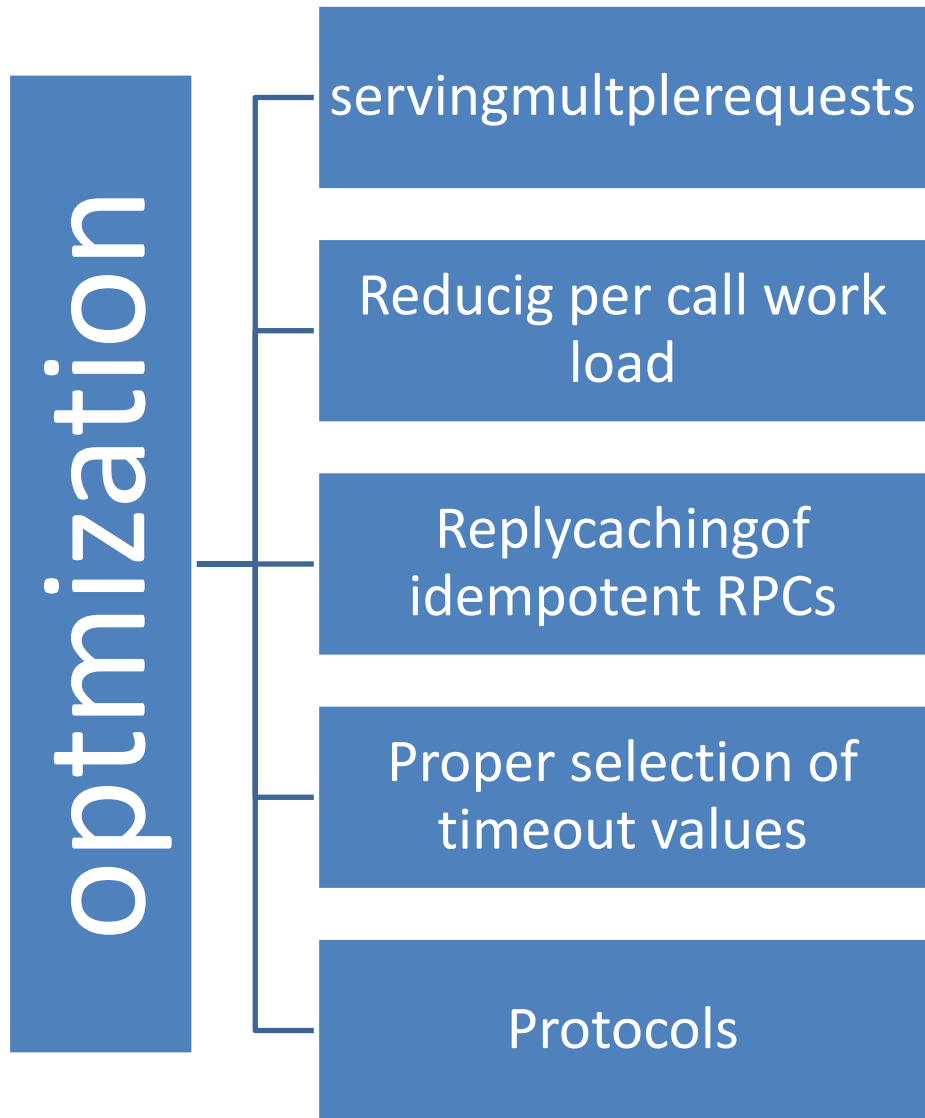 optmization
servingmultplerequests
Reducig per call work
load
Replycachingof
idempotent RPCs
Proper selection of
timeout values
Protocols